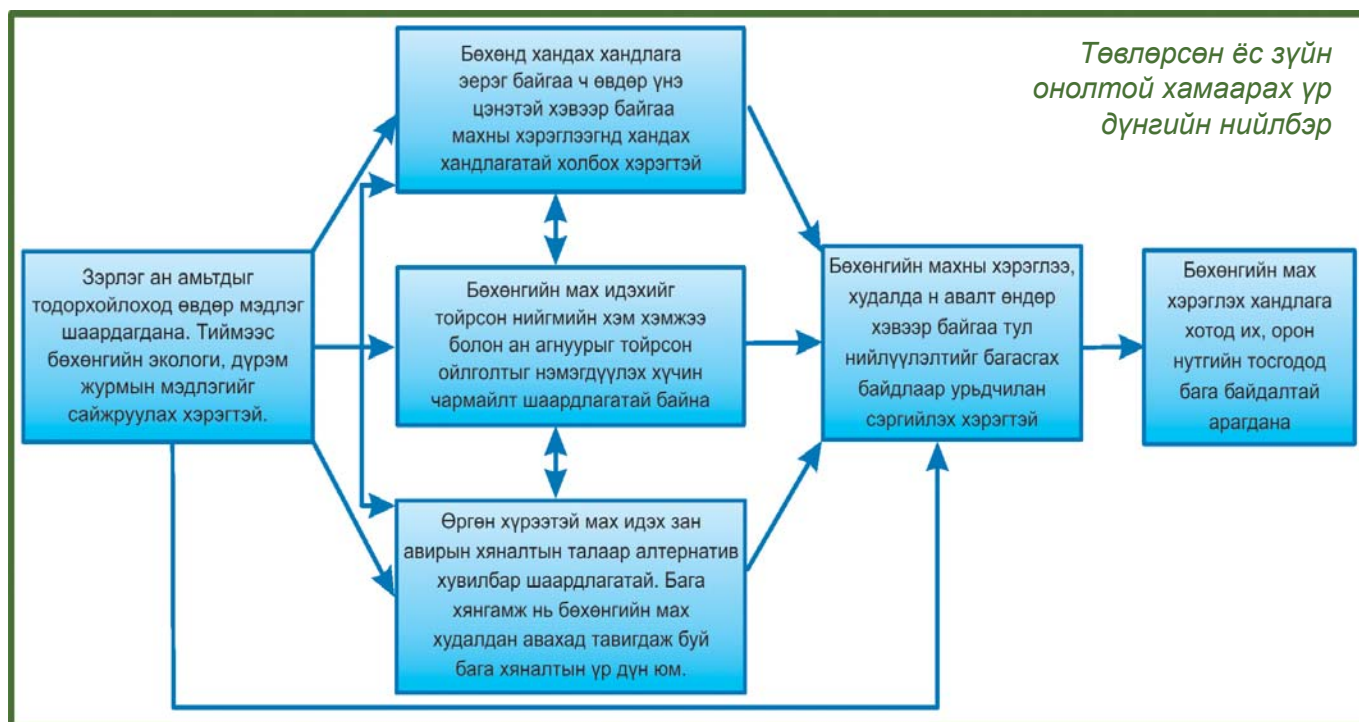 Төвлөрсөн ёс зүйн
онолтой хамаарах үр
дүнгийн нийлбэр
Зэрлэг ан амьтдыг
тодорхойлоход өвдөр мэдлэг
шаардагдана. Тиймээс
бөхөнгийн экологи, дүрэм
журмын мэдлэгийг
сайжруулах хэрэгтэй.
Бөхөнд хандах хандлага
эерэг байгаа ч өвдөр үнэ
цэнэтэй хэвээр байгаа
махны хэрэглээгнд хандах
хандлагатай холбох хэрэгтэй
Бөхөнгийн мах идэхийг
тойрсон нийгмийн хэм хэмжээ
болон ан агнуурыг тойрсон
ойлголтыг нэмэгдүүлэх хүчин
чармайлт шаардлагатай байна
Өргөн хүрээтэй мах идэх зан
авирын хяналтын талаар алтернатив
хувилбар шаардлагатай. Бага
хянгамж нь бөхөнгийн мах
худалдан авахад тавигдаж буй
бага хяналтын үр дүн юм.
Бөхөнгийн махны хэрэглээ,
худалда н авалт өндөр
хэвээр байгаа тул
нийлүүлэлтийг багасгах
байдлаар урьдчилан
сэргийлэх хэрэгтэй
Бөхөнгийн мах
хэрэглэх хандлага
хотод их, орон
нутгийн тосгодод
бага байдалтай
арагдана